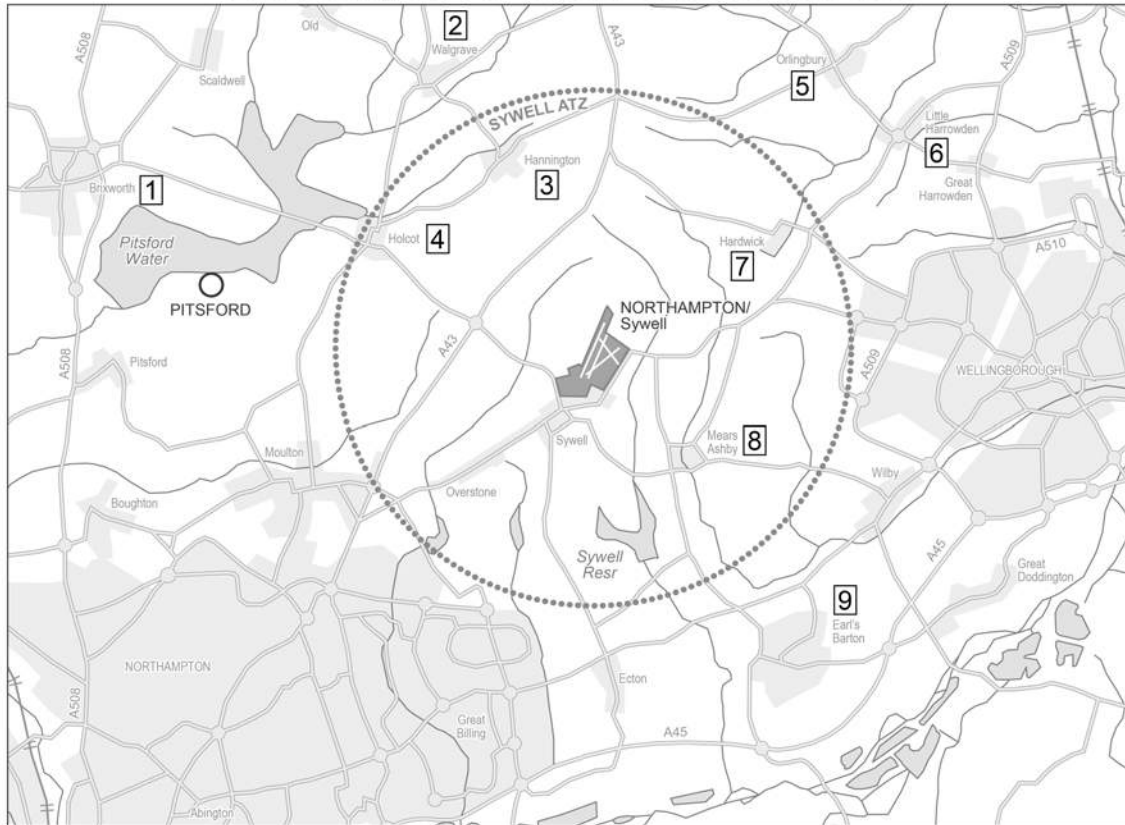 2
Old
Walgrave
A508
A43
A509
Scaldwell
Orlingbury
5
SYWELL ATZ
Little
Harrowden
6
Hannington
3
Great
Harrowden
Brixworth
1
4
Holcot
Hardwick
7
A510
Pitsford
Water
PITSFORD
NORTHAMPTON/
Sywell
A43
A508
Pitsford
A509
WELLINGBOROUGH
Sywell
Mears
Ashby
8
Moulton
Overstone
Wilby
Boughton
Sywell
Resr
A45
Great
Doddington
9
Earl's
Barton
NORTHAMPTON
Ecton
A508
Great
Billing
A45
Abington